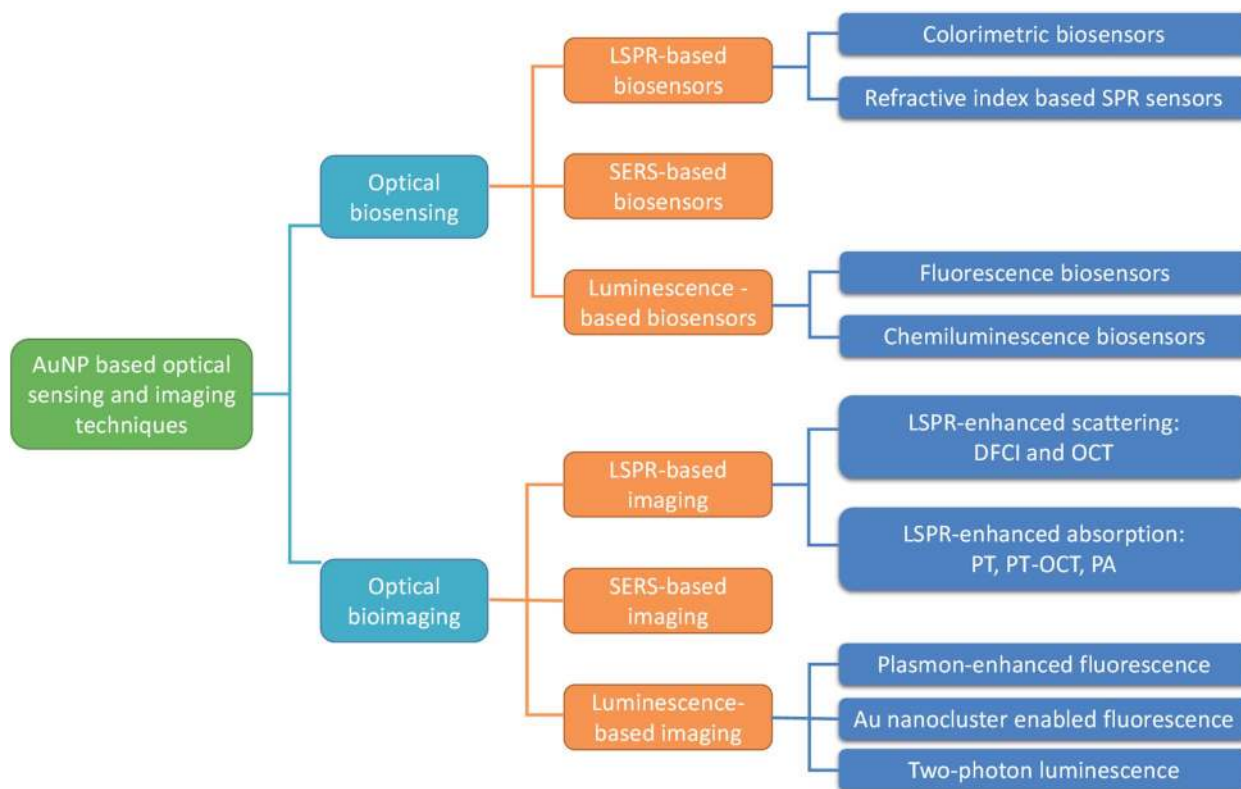 AuNP based optical
sensing and imaging
techniques
Optical
biosensing
LSPR-based
biosensors
Colorimetric biosensors
Refractive index based SPR sensors
SERS-based
biosensors
Luminescence -
based biosensors
Fluorescence biosensors
Chemiluminescence biosensors
Optical
bioimaging
LSPR-based
imaging
LSPR-enhanced scattering:
DFCI and OCT
LSPR-enhanced absorption:
PT, PT-OCT, PA
SERS-based
imaging
Luminescence-
based imaging
Plasmon-enhanced fluorescence
Au nanocluster enabled fluorescence
Two-photon luminescence